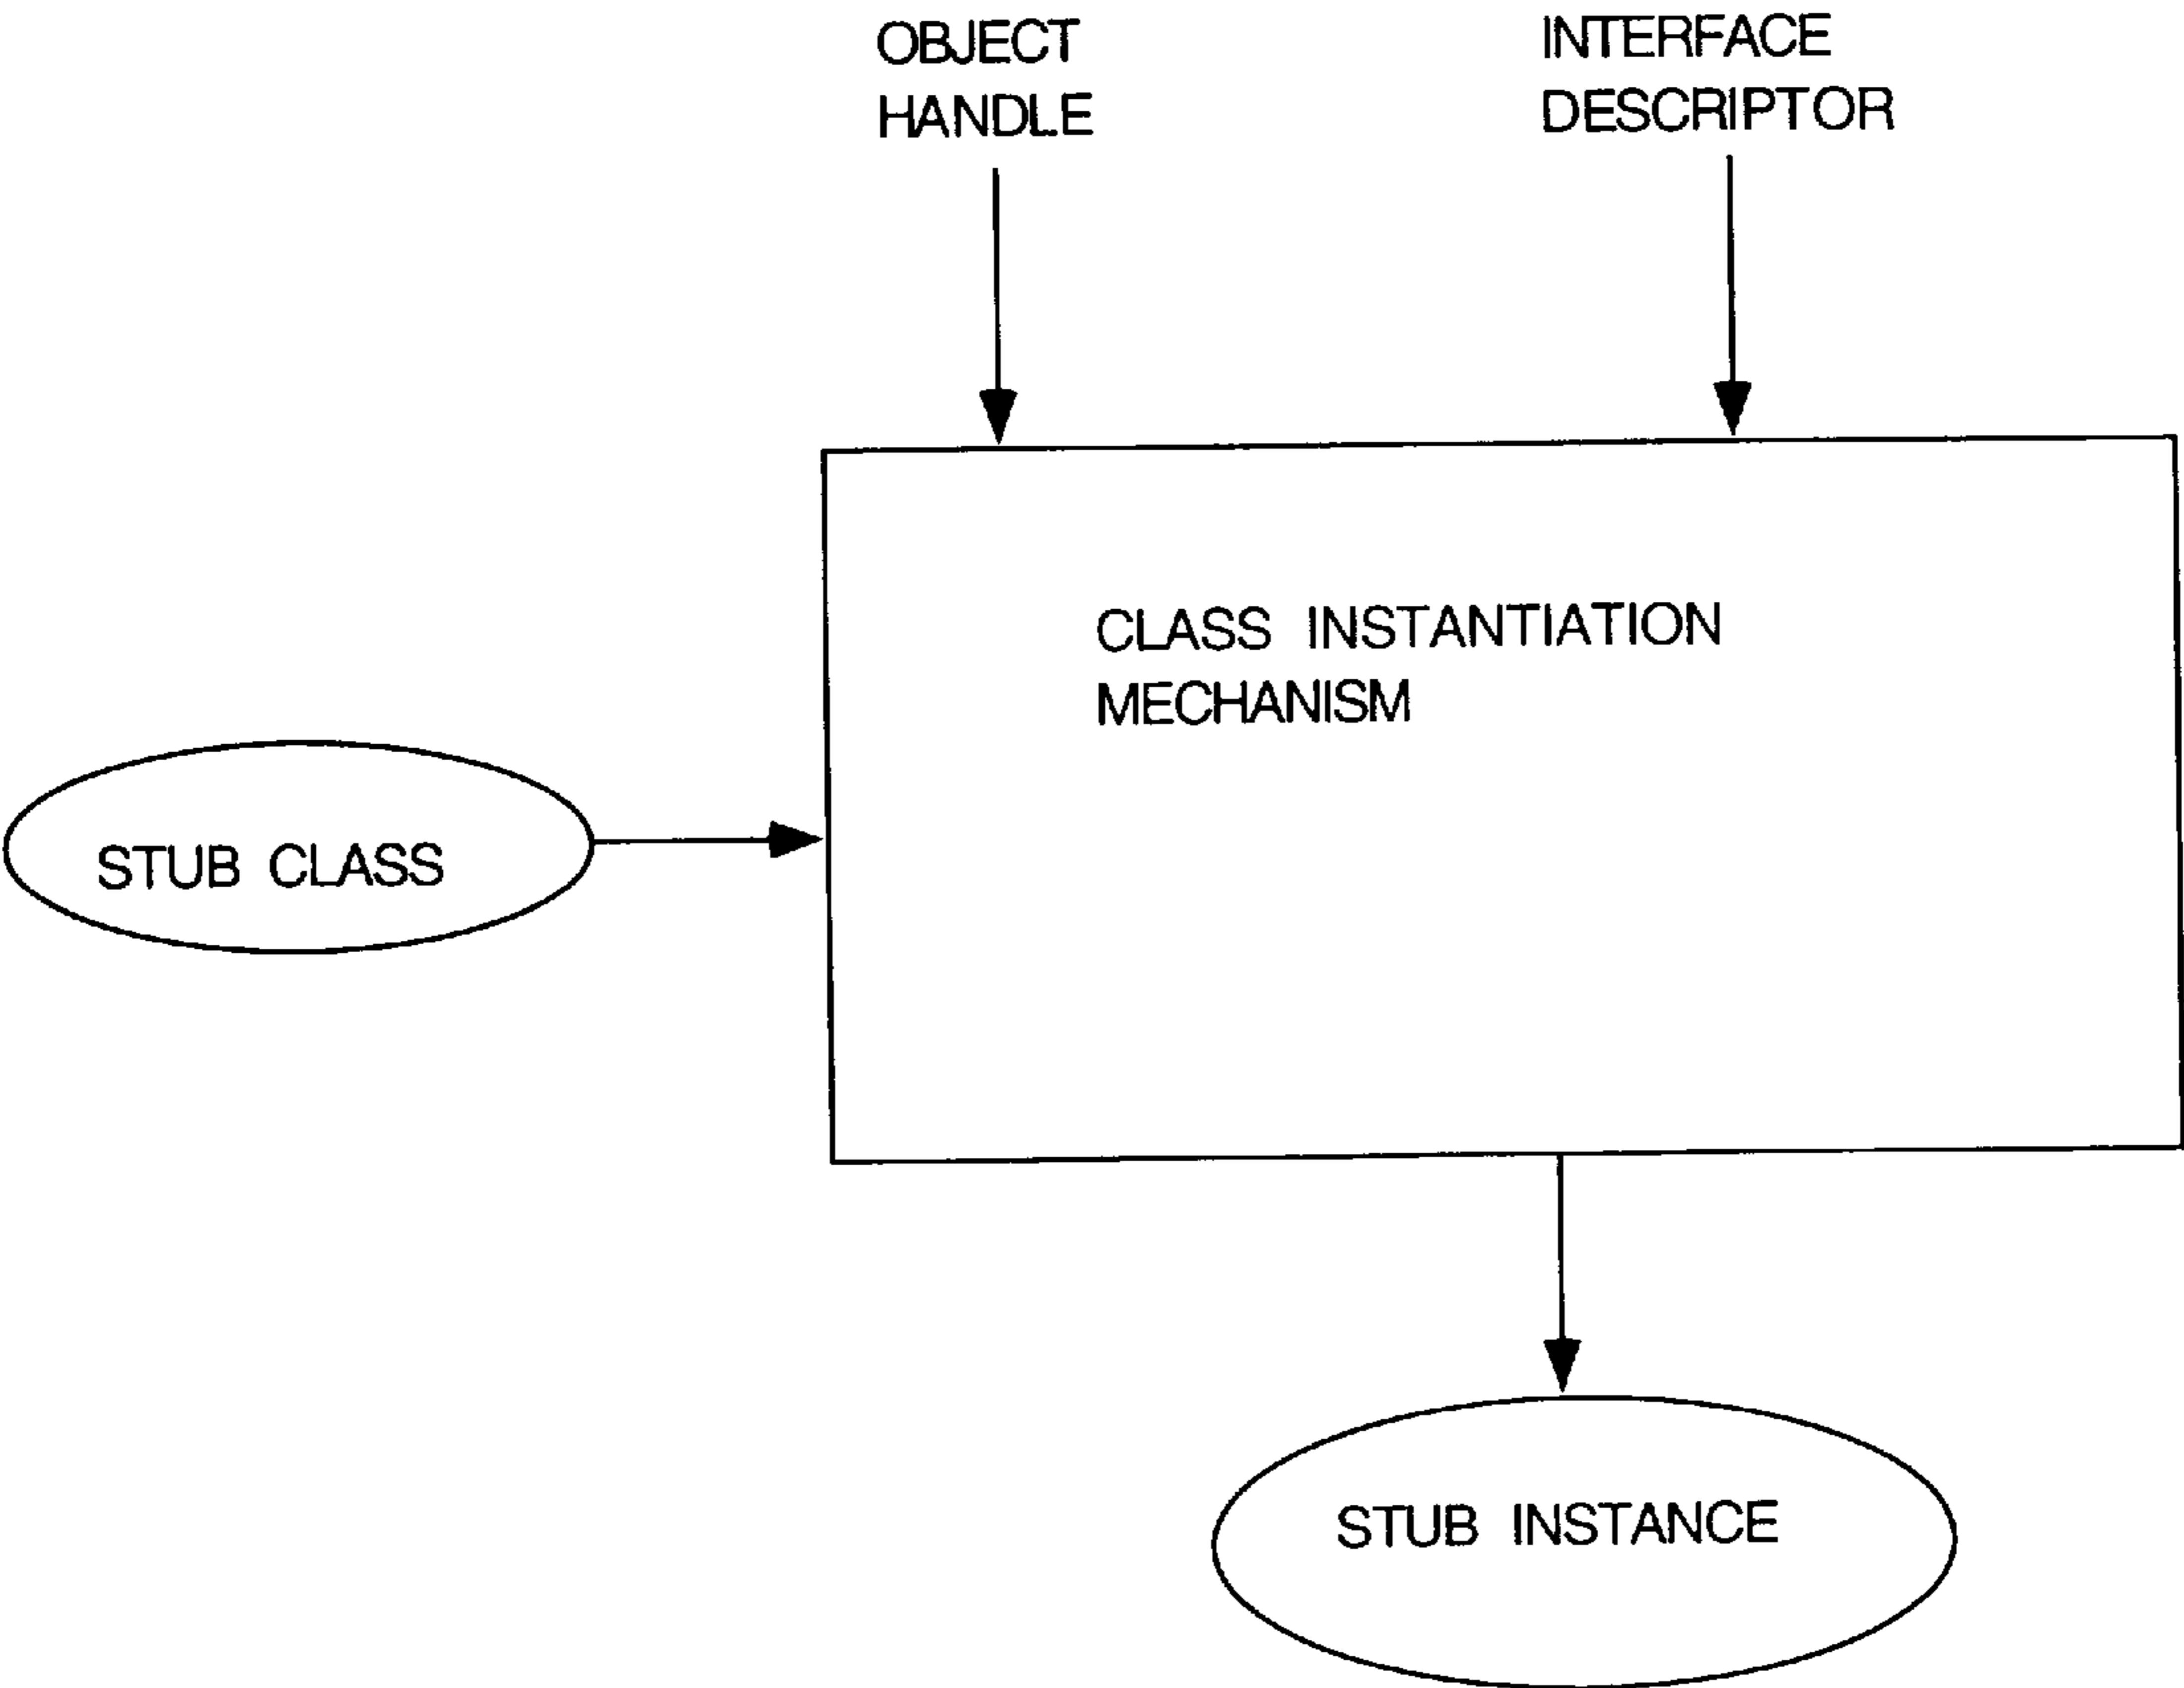 OBJECT
HANDLE
INTERFACE
DESCRIPTOR
CLASS INSTANTIATION
MECHANISM
STUB CLASS
STUB INSTANCE